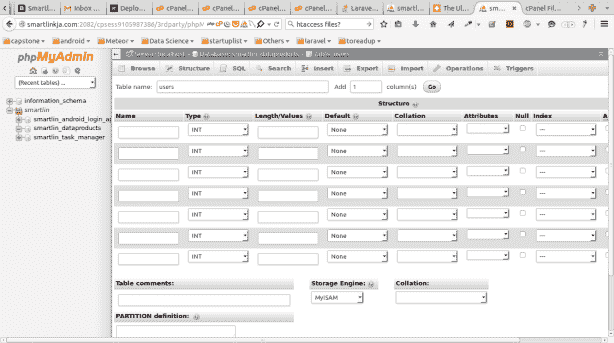 Smartlin
Inbox
Deplo
cPanel
cPanel
cPanel
cPanel
Laravel
smartlin
The Ul
sma
cPanel Fil
smartlinkja.com:2082/cpsess9105987386/3rdparty/phpM
htaccess files?
capstone
android
Meteor
Data Science
startuplist
Others
laravel
toreadup
phpMyAdmin
(Recent tables) ...
information_schema
smartlin
smartlin_android_login_ap
smartlin_dataproducts
smartlin_task_manager
Browse Structure SQL Search Insert Export Import Operations Triggers
Table name: users Add 1 column(s) Go
Structure
Name Type Length/Values Default Collation Attributes Null Index A
INT None ---
INT None ---
INT None ---
INT None ---
INT None ---
INT None ---
INT None ---
Table comments: Storage Engine: Collation:
MyISAM
PARTITION definition: